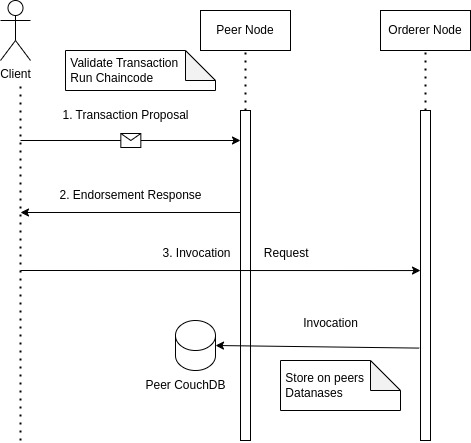 Peer Node
Orderer Node
Client
Validate Transaction
Run Chaincode
1. Transaction Proposal
2. Endorsement Response
3. Invocation Request
Invocation
Peer CouchDB
Store on peers
Datanases